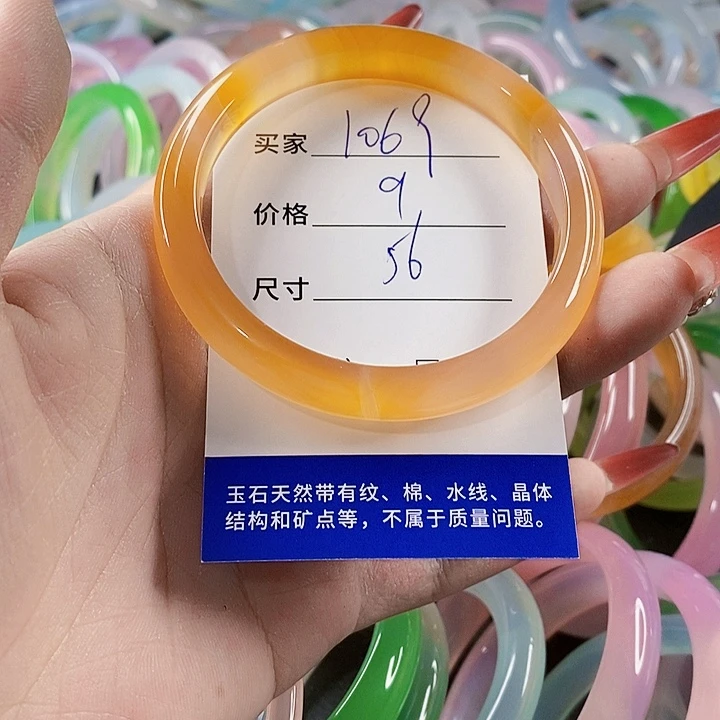 买家 1069
价格 9
尺寸 56
玉石天然带有纹、棉、水线、晶体
结构和矿点等，不属于质量问题。